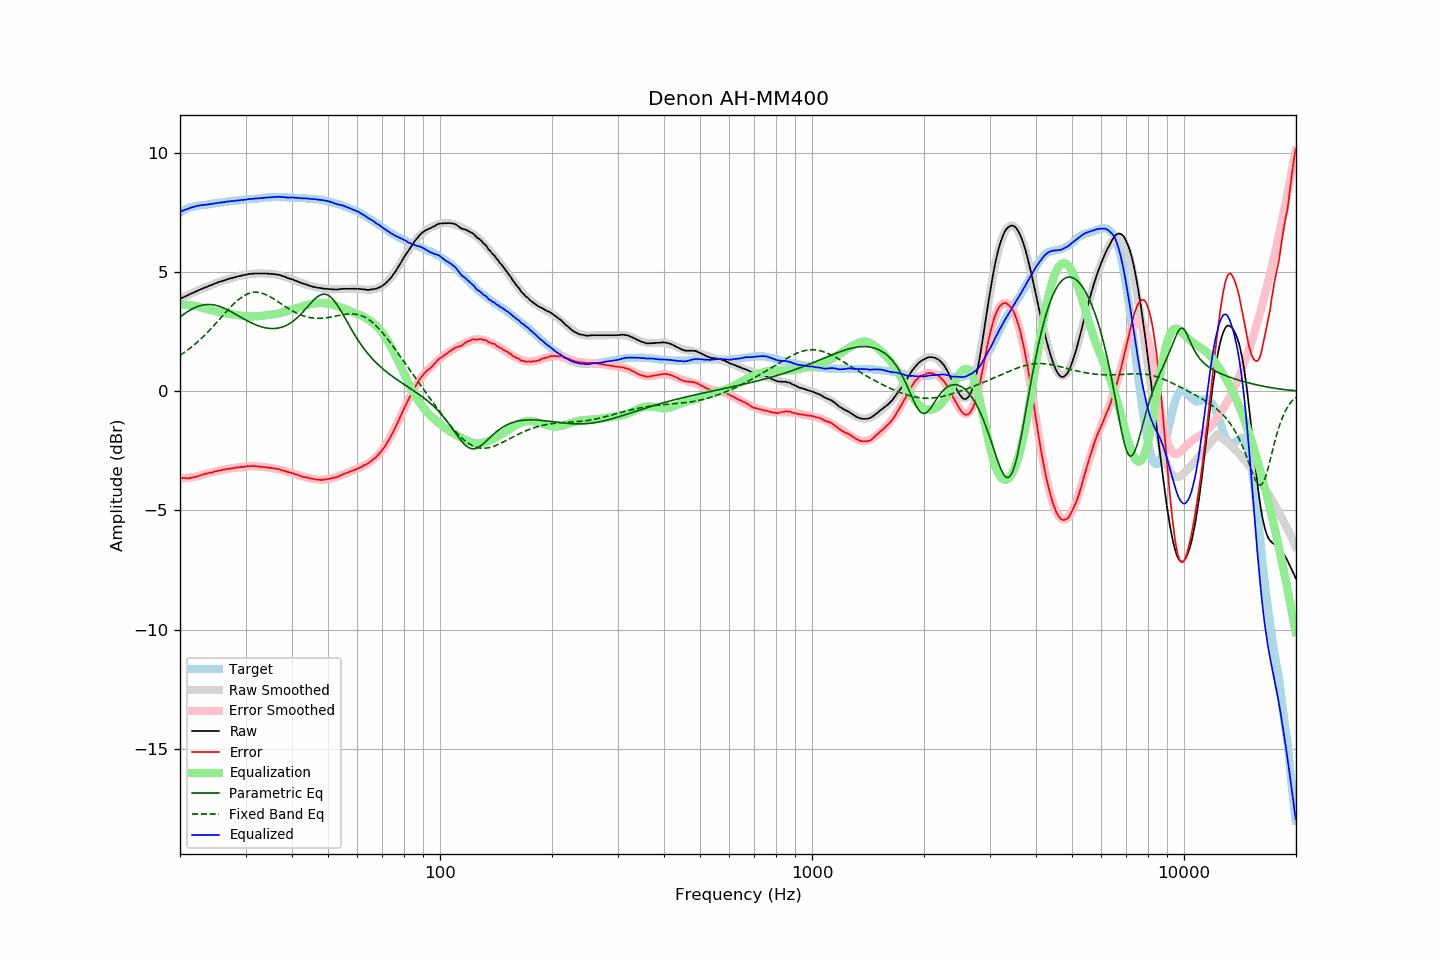 Denon AH-MM400
10
5
0
−5
−10
−15
Amplitude (dBr)
Target
Raw Smoothed
Error Smoothed
Raw
Error
Equalization
Parametric Eq
Fixed Band Eq
Equalized
100 1000 10000
Frequency (Hz)